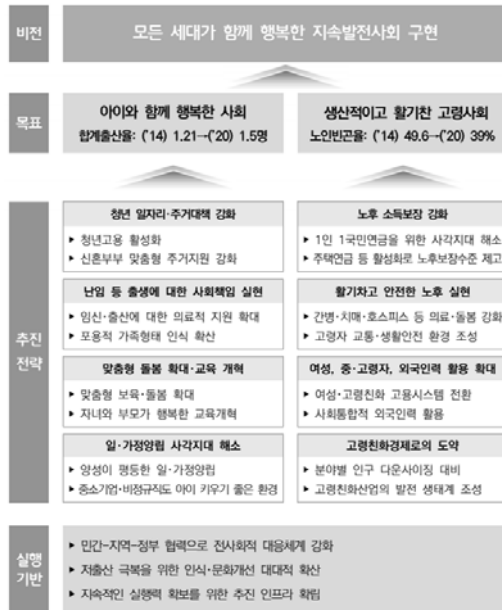 비전
모든 세대가 함께 행복한 지속발전사회 구현
목표
아이와 함께 행복한 사회
합계출산율: ('14) 1.21→('20) 1.5명
생산적이고 활기찬 고령사회
노인빈곤율: ('14) 49.6→('20) 39%
추진
전략
청년 일자리·주거대책 강화
▸ 청년고용 활성화
▸ 신혼부부 맞춤형 주거지원 강화
난임 등 출생에 대한 사회책임 실현
▸ 임신·출산에 대한 의료적 지원 확대
▸ 포용적 가족형태 인식 확산
맞춤형 돌봄 확대·교육 개혁
▸ 맞춤형 보육·돌봄 확대
▸ 자녀와 부모가 행복한 교육개혁
일·가정양립 사각지대 해소
▸ 양성이 평등한 일·가정양립
▸ 중소기업·비정규직도 아이 키우기 좋은 환경
노후 소득보장 강화
▸ 1인 1국민연금을 위한 사각지대 해소
▸ 주택연금 등 활성화로 노후보장수준 제고
활기차고 안전한 노후 실현
▸ 간병·치매·호스피스 등 의료·돌봄 강화
▸ 고령자 교통·생활안전 환경 조성
여성, 중·고령자, 외국인력 활용 확대
▸ 여성·고령친화 고용시스템 전환
▸ 사회통합적 외국인력 활용
고령친화경제로의 도약
▸ 분야별 인구 다운사이징 대비
▸ 고령친화산업의 발전 생태계 조성
실행
기반
▸ 민간-지역-정부 협력으로 전사회적 대응체계 강화
▸ 저출산 극복을 위한 인식·문화개선 대대적 확산
▸ 지속적인 실행력 확보를 위한 추진 인프라 확립